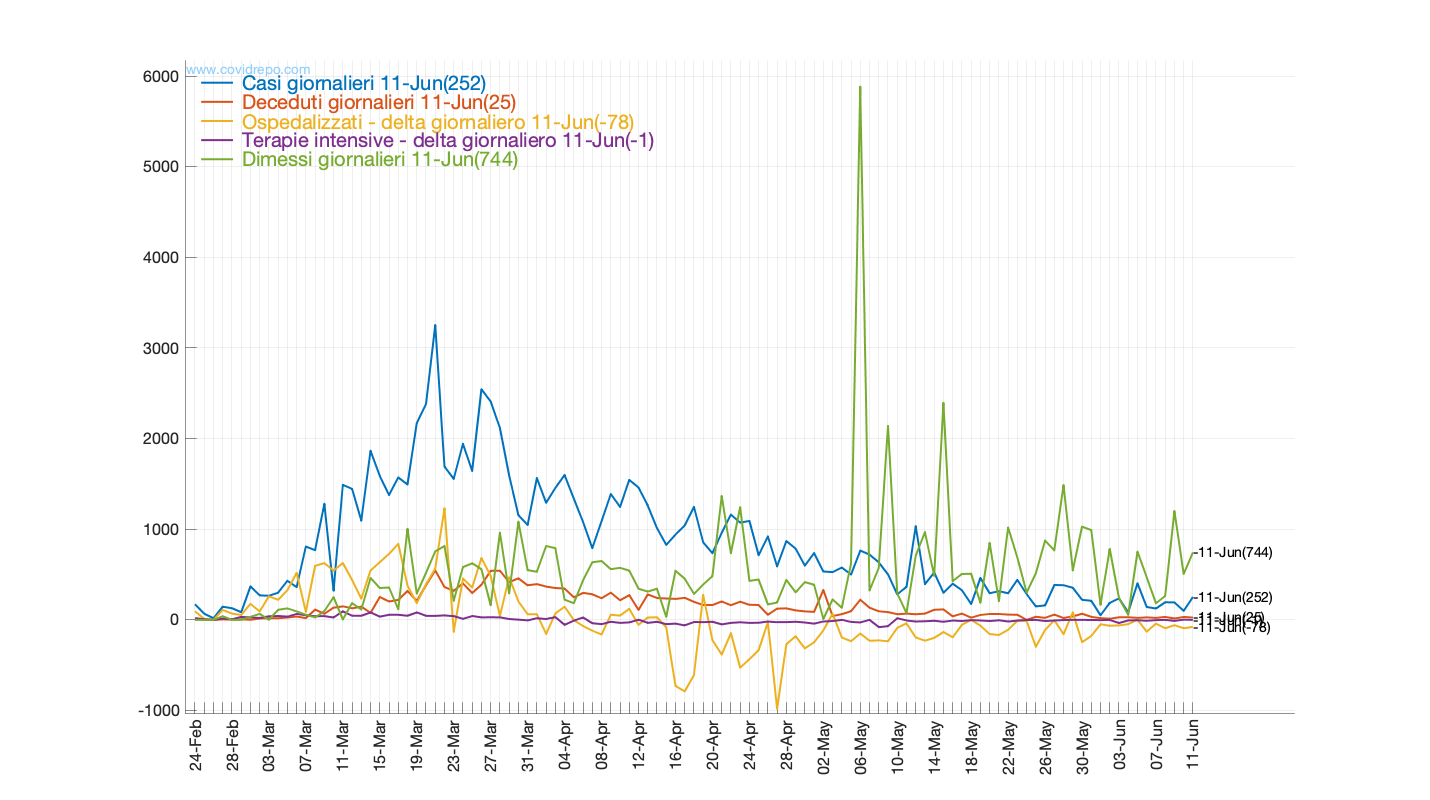 www.covidrepo.com
Casi giornalieri 11-Jun(252)
Deceduti giornalieri 11-Jun(25)
Ospedalizzati - delta giornaliero 11-Jun(-78)
Terapie intensive - delta giornaliero 11-Jun(-1)
Dimessi giornalieri 11-Jun(744)
6000
5000
4000
3000
2000
1000
0
-1000
11-Jun(744)
11-Jun(252)
11-Jun(25)
11-Jun(-78)
24-Feb
28-Feb
03-Mar
07-Mar
11-Mar
15-Mar
19-Mar
23-Mar
27-Mar
31-Mar
04-Apr
08-Apr
12-Apr
16-Apr
20-Apr
24-Apr
28-Apr
02-May
06-May
10-May
14-May
18-May
22-May
26-May
30-May
03-Jun
07-Jun
11-Jun